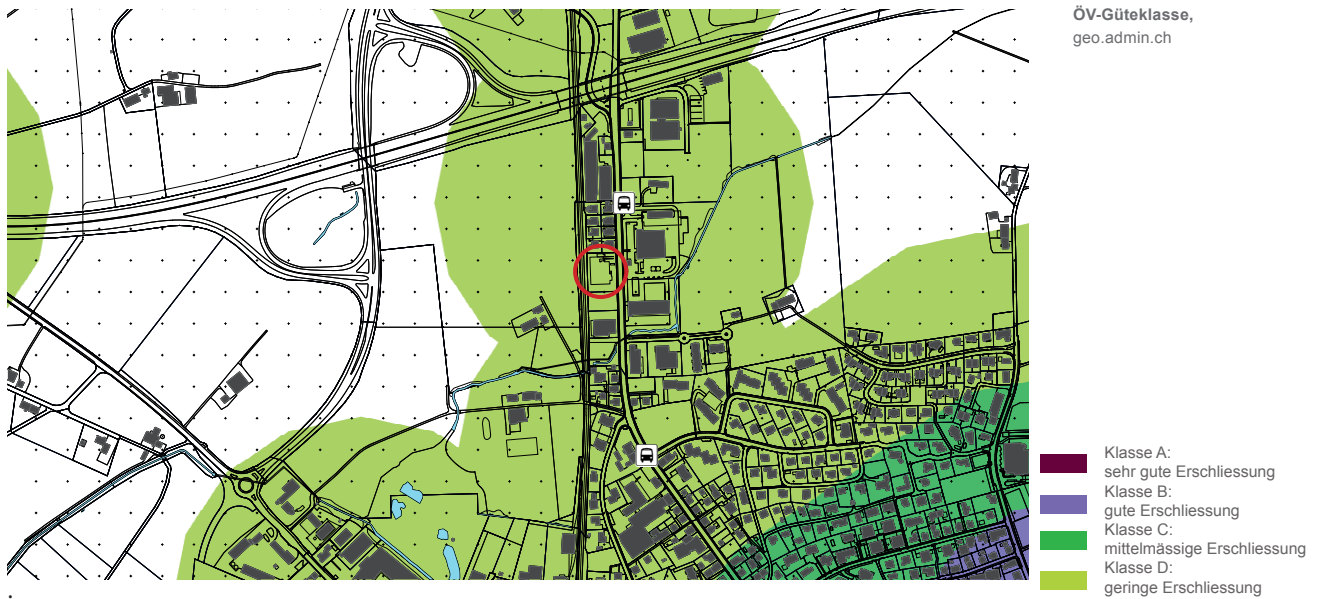 ÖV-Güteklasse,
geo.admin.ch
Klasse A:
sehr gute Erschliessung
Klasse B:
gute Erschliessung
Klasse C:
mittelmässige Erschliessung
Klasse D:
geringe Erschliessung